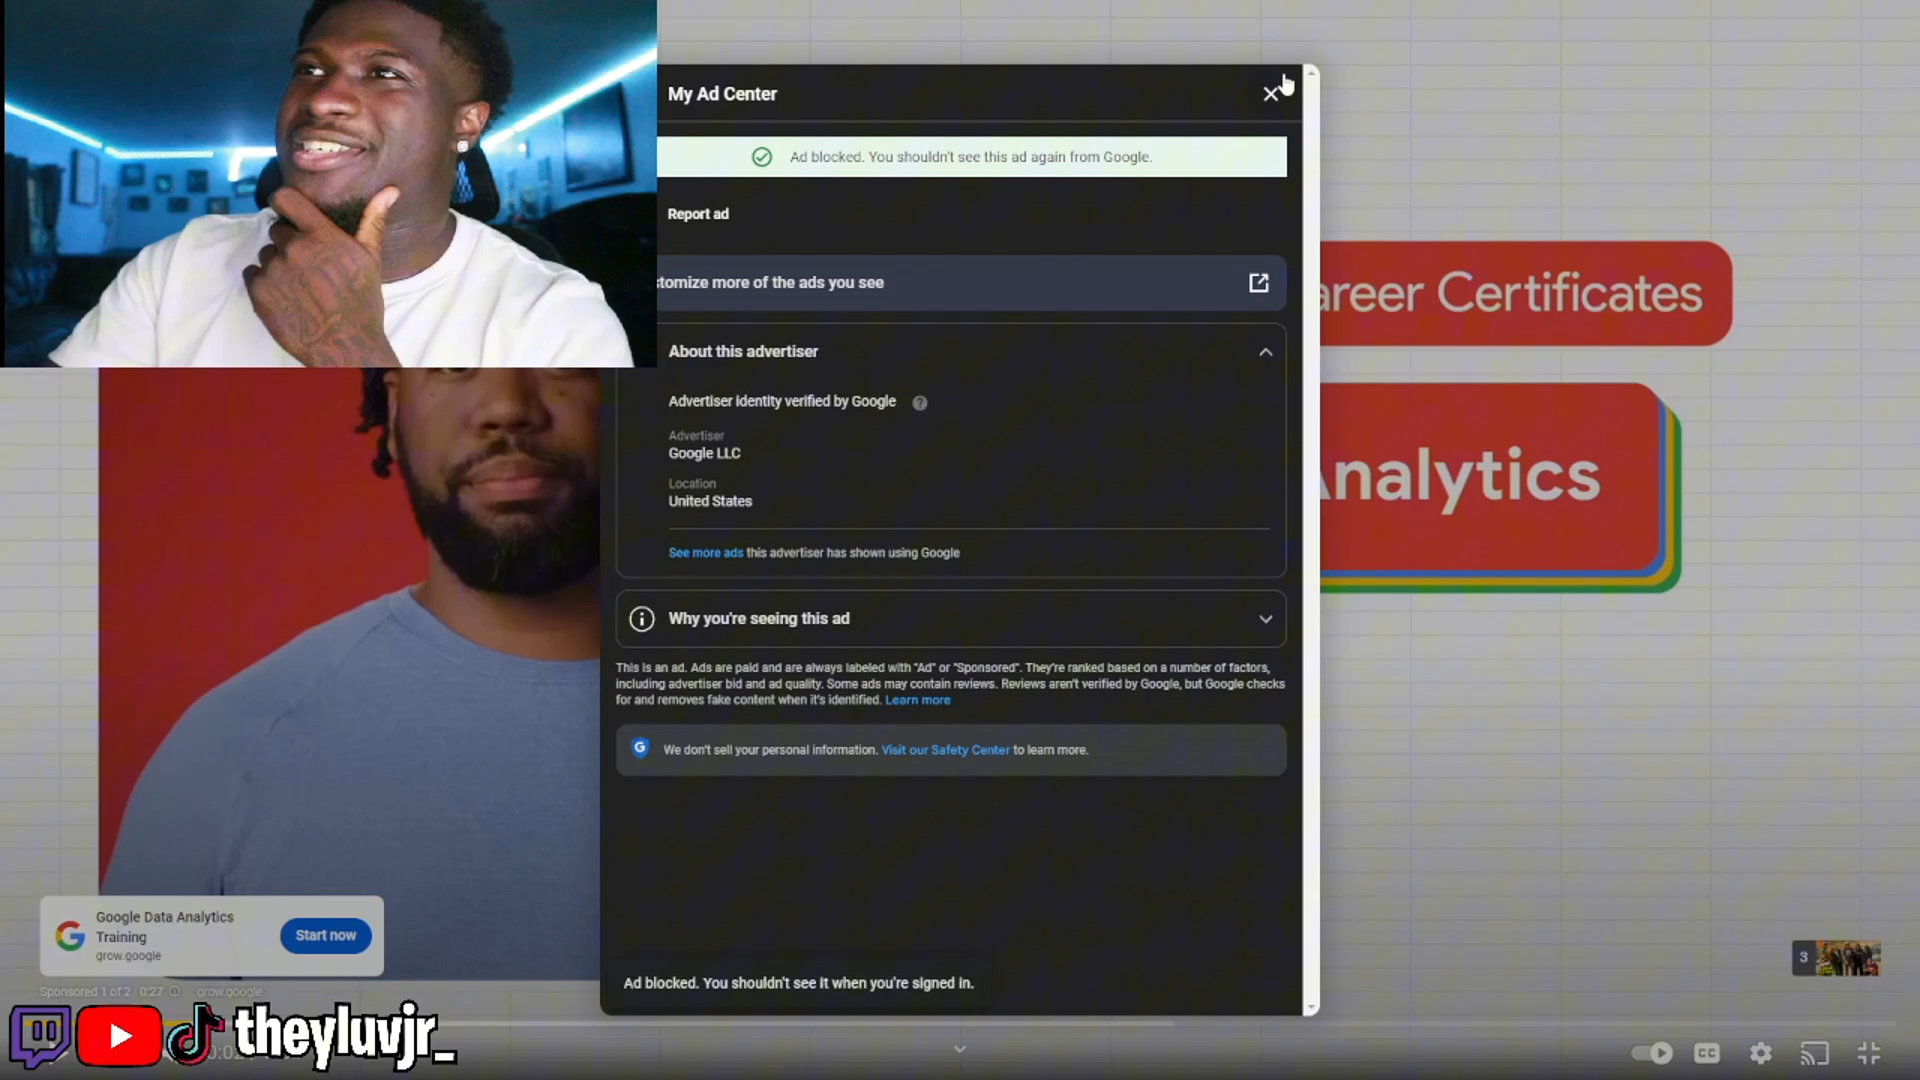 My Ad Center
Ad blocked. You shouldn't see this ad again from Google.
Report ad
stomize more of the ads you see
About this advertiser
Advertiser identity verified by Google
Advertiser
Google LLC
Location
United States
See more ads this advertiser has shown using Google
Why you're seeing this ad
This is an ad. Ads are paid and are always labeled with "Ad" or "Sponsored". They're ranked based on a number of factors,
including advertiser bid and ad quality. Some ads may contain reviews. Reviews aren't verified by Google, but Google checks
for and removes fake content when it's identified. Learn more
We don't sell your personal information. Visit our Safety Center to learn more.
Ad blocked. You shouldn't see it when you're signed in.
areer Certificates
Analytics
Google Data Analytics
Training
grow.google
Start now
Sponsored 1 of 2 · 0:27 grow.google
theyluvjr_
3
CC